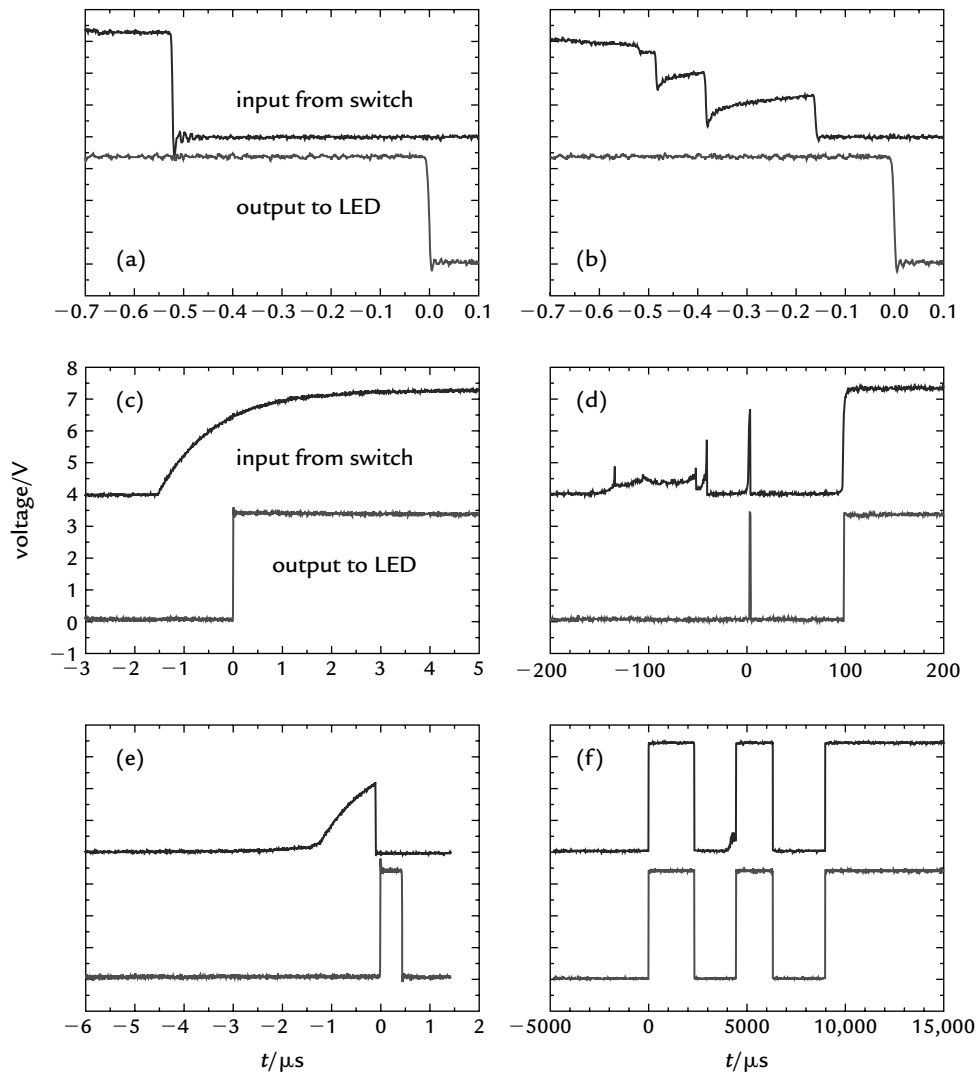 input from switch
output to LED
(a)
−0.7 −0.6 −0.5 −0.4 −0.3 −0.2 −0.1 0.0 0.1
(b)
−0.7 −0.6 −0.5 −0.4 −0.3 −0.2 −0.1 0.0 0.1
voltage/V
8
7
6
5
4
3
2
1
0
−1
(c)
input from switch
output to LED
−3 −2 −1 0 1 2 3 4 5
(d)
−200 −100 0 100 200
(e)
−6 −5 −4 −3 −2 −1 0 1 2
t/μs
(f)
−5000 0 5000 10,000 15,000
t/μs